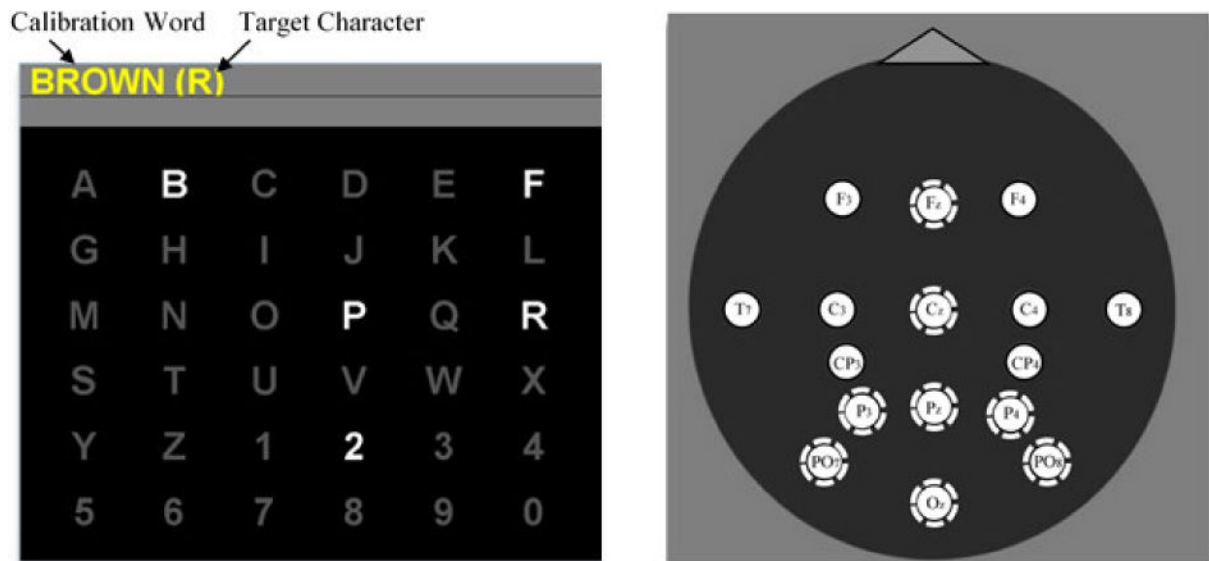 Calibration Word Target Character
BROWN (R)
A B C D E F
G H I J K L
M N O P Q R
S T U V W X
Y Z 1 2 3 4
5 6 7 8 9 0
F3 Fz F4
T7 C3 Cz C4 T8
CP3 CP4
P3 Pz P4
PO7 PO8
Oz